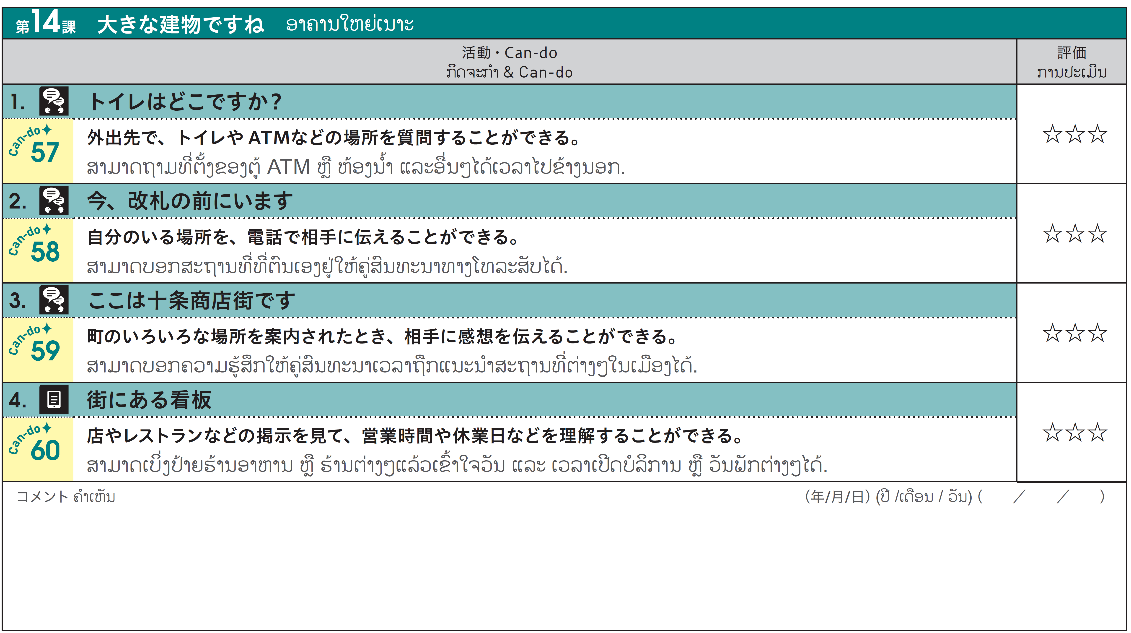 第14課 大きな建物ですね ອາຄານໃຫຍ່ເນາະ
活動・Can-do
ກິດຈະກຳ & Can-do
評価
ການປະເມີນ
1. トイレはどこですか？
Can-do 57
外出先で、トイレや ATMなどの場所を質問することができる。
ສາມາດຖາມທີ່ຕັ້ງຂອງຕູ້ ATM ຫຼື ຫ້ອງນ້ຳ ແລະອື່ນໆໄດ້ເວລາໄປຂ້າງນອກ.
☆☆☆
2. 今、改札の前にいます
Can-do 58
自分のいる場所を、電話で相手に伝えることができる。
ສາມາດບອກສະຖານທີ່ທີ່ຕົນເອງຢູ່ໃຫ້ຄູ່ສົນທະນາທາງໂທລະສັບໄດ້.
☆☆☆
3. ここは十条商店街です
Can-do 59
町のいろいろな場所を案内されたとき、相手に感想を伝えることができる。
ສາມາດບອກຄວາມຮູ້ສຶກໃຫ້ຄູ່ສົນທະນາເວລາຖືກແນະນຳສະຖານທີ່ຕ່າງໆໃນເມືອງໄດ້.
☆☆☆
4. 街にある看板
Can-do 60
店やレストランなどの掲示を見て、営業時間や休業日などを理解することができる。
ສາມາດເບິ່ງປ້າຍຮ້ານອາຫານ ຫຼື ຮ້ານຕ່າງໆແລ້ວເຂົ້າໃຈວັນ ແລະ ເວລາເປີດບໍລິການ ຫຼື ວັນພັກຕ່າງໆໄດ້.
☆☆☆
コメント ຄຳເຫັນ
（年/月/日）(ປີ /ເດືອນ / ວັນ) ( / / )